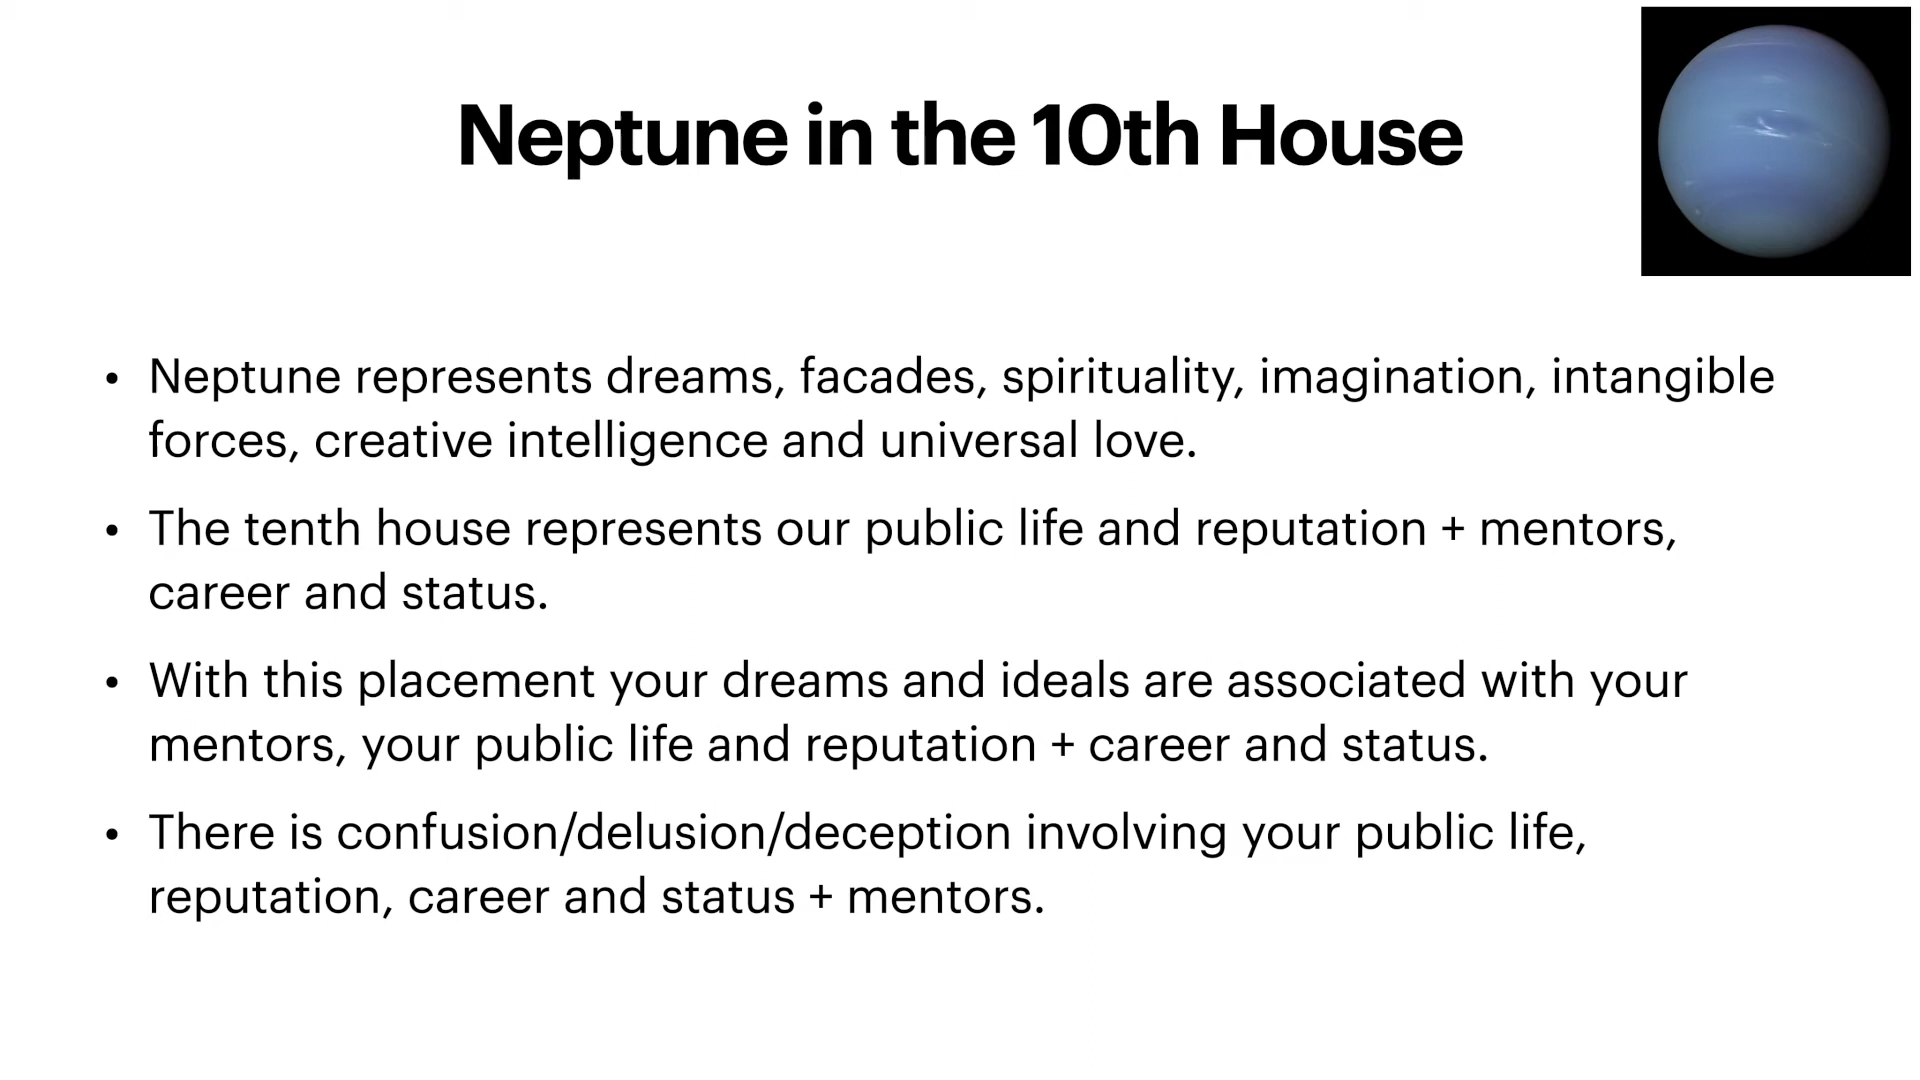 Neptune in the 10th House
• Neptune represents dreams, facades, spirituality, imagination, intangible
forces, creative intelligence and universal love.
• The tenth house represents our public life and reputation + mentors,
career and status.
• With this placement your dreams and ideals are associated with your
mentors, your public life and reputation + career and status.
• There is confusion/delusion/deception involving your public life,
reputation, career and status + mentors.